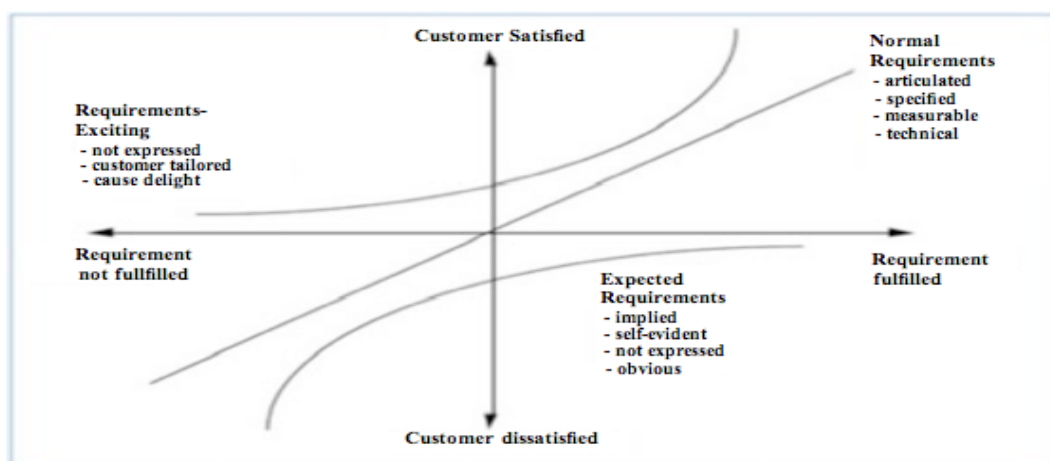 Customer Satisfied
Normal
Requirements
- articulated
- specified
- measurable
- technical
Requirements-
Exciting
- not expressed
- customer tailored
- cause delight
Requirement
not fullfilled
Requirement
fulfilled
Expected
Requirements
- implied
- self-evident
- not expressed
- obvious
Customer dissatisfied